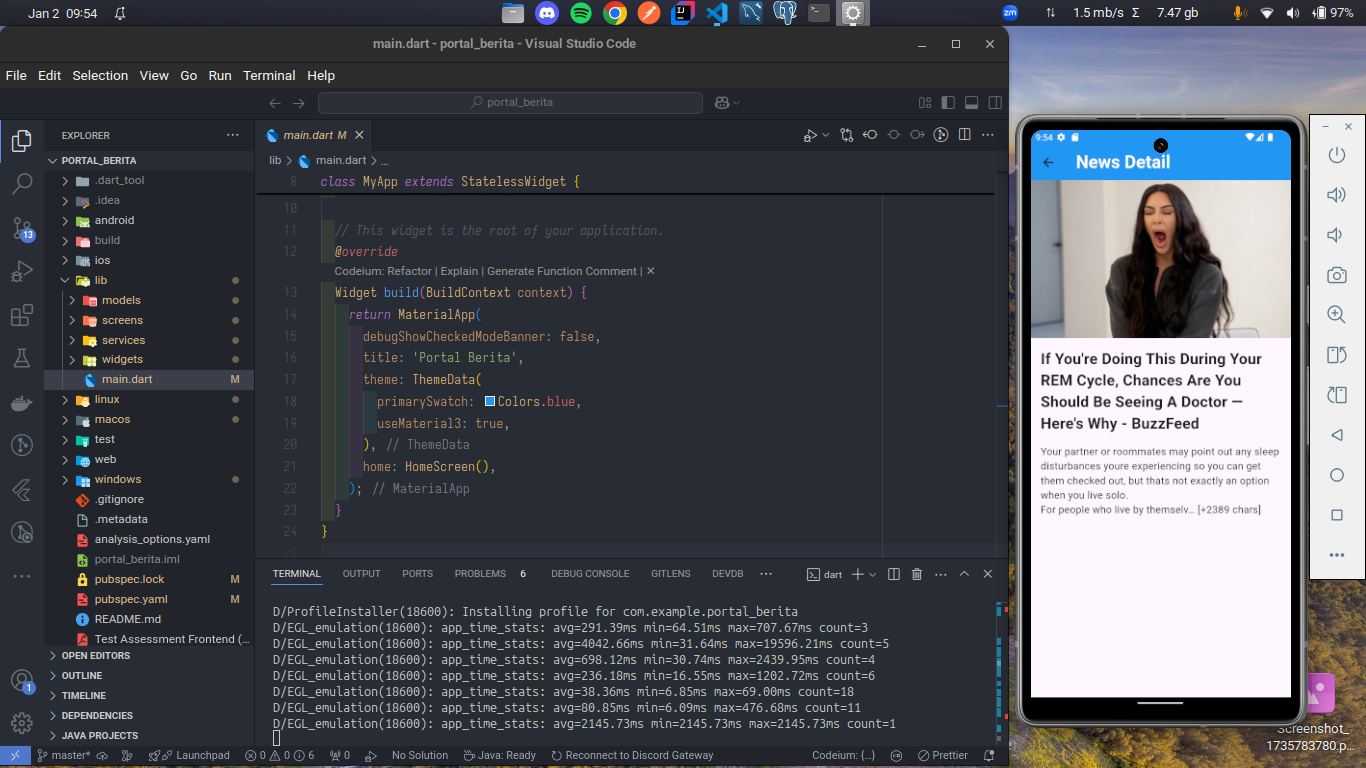 Jan 2 09:54
zm
1.5 mb/s Σ 7.47 gb
97%
main.dart - portal_berita - Visual Studio Code
File Edit Selection View Go Run Terminal Help
portal_berita
EXPLORER
PORTAL_BERITA
.dart_tool
.idea
android
build
ios
lib
models
screens
services
widgets
main.dart M
linux
macos
test
web
windows
.gitignore
.metadata
analysis_options.yaml
portal_berita.iml
pubspec.lock M
pubspec.yaml M
README.md
Test Assessment Frontend (...
OPEN EDITORS
OUTLINE
TIMELINE
DEPENDENCIES
JAVA PROJECTS
13
1
main.dart M
lib > main.dart > ...
8 class MyApp extends StatelessWidget {
10
11 // This widget is the root of your application.
12 @override
Codeium: Refactor | Explain | Generate Function Comment | ×
13 Widget build(BuildContext context) {
14 return MaterialApp(
15 debugShowCheckedModeBanner: false,
16 title: 'Portal Berita',
17 theme: ThemeData(
18 primarySwatch: Colors.blue,
19 useMaterial3: true,
20 ), // ThemeData
21 home: HomeScreen(),
22 ); // MaterialApp
23 }
24 }
25
TERMINAL OUTPUT PORTS PROBLEMS 6 DEBUG CONSOLE GITLENS DEVDB ... dart
D/ProfileInstaller(18600): Installing profile for com.example.portal_berita
D/EGL_emulation(18600): app_time_stats: avg=291.39ms min=64.51ms max=707.67ms count=3
D/EGL_emulation(18600): app_time_stats: avg=4042.66ms min=31.64ms max=19596.21ms count=5
D/EGL_emulation(18600): app_time_stats: avg=698.12ms min=30.74ms max=2439.95ms count=4
D/EGL_emulation(18600): app_time_stats: avg=236.18ms min=16.55ms max=1202.72ms count=6
D/EGL_emulation(18600): app_time_stats: avg=38.36ms min=6.85ms max=69.00ms count=18
D/EGL_emulation(18600): app_time_stats: avg=80.85ms min=6.09ms max=476.68ms count=11
D/EGL_emulation(18600): app_time_stats: avg=2145.73ms min=2145.73ms max=2145.73ms count=1
master* Launchpad 0 0 6 0 No Solution Java: Ready Reconnect to Discord Gateway Codeium: {...} Prettier
9:54
News Detail
If You're Doing This During Your
REM Cycle, Chances Are You
Should Be Seeing A Doctor —
Here's Why - BuzzFeed
Your partner or roommates may point out any sleep
disturbances youre experiencing so you can get
them checked out, but thats not exactly an option
when you live solo.
For people who live by themselv... [+2389 chars]
Screenshot_
1735783780.p...